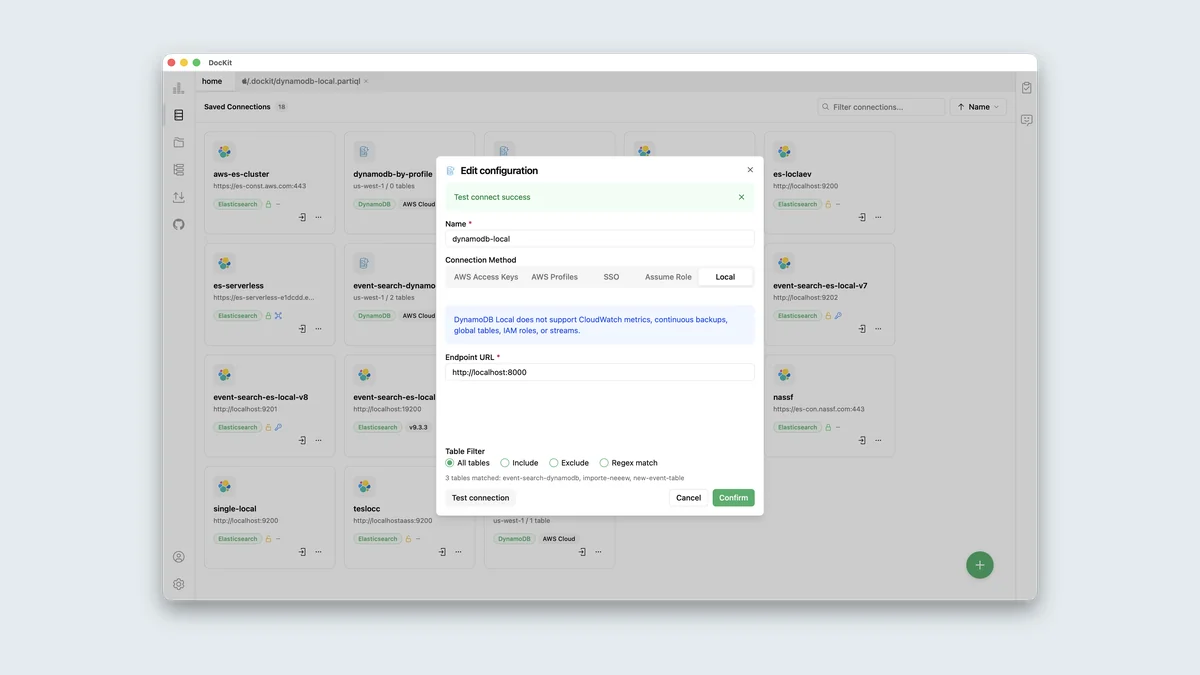 DocKit
home
/.dockit/dynamodb-local.partiql ×
Saved Connections 18
Filter connections...
Name
aws-es-cluster
https://es-const.aws.com:443
Elasticsearch
dynamodb-by-profile
us-west-1 / 0 tables
DynamoDB AWS Cloud
es-loclaev
http://localhost:9200
Elasticsearch
es-serverless
https://es-serverless-e1dcdd.e...
Elasticsearch
event-search-dynamo
us-west-1 / 2 tables
DynamoDB AWS Cloud
event-search-es-local-v7
http://localhost:9202
Elasticsearch
event-search-es-local-v8
http://localhost:9201
Elasticsearch
event-search-es-local
http://localhost:19200
Elasticsearch v9.3.3
nassf
https://es-con.nassf.com:443
Elasticsearch
single-local
http://localhost:9200
Elasticsearch
teslocc
http://localhostaass:9200
Elasticsearch
us-west-1 / 1 table
DynamoDB AWS Cloud
Edit configuration
Test connect success
Name *
dynamodb-local
Connection Method
AWS Access Keys AWS Profiles SSO Assume Role Local
DynamoDB Local does not support CloudWatch metrics, continuous backups,
global tables, IAM roles, or streams.
Endpoint URL *
http://localhost:8000
Table Filter
All tables Include Exclude Regex match
3 tables matched: event-search-dynamodb, importe-neeew, new-event-table
Test connection Cancel Confirm